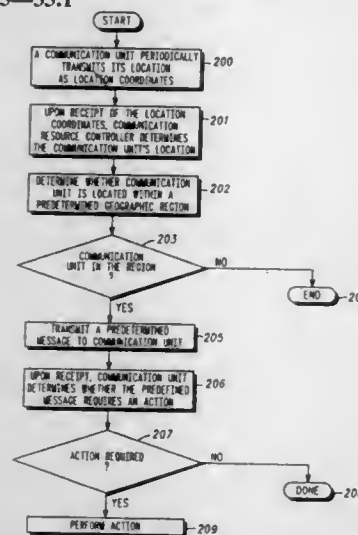 5—55.1
START
A COMMUNICATION UNIT PERIODICALLY
TRANSMITS ITS LOCATION
AS LOCATION COORDINATES
200
UPON RECEIPT OF THE LOCATION
COORDINATES, COMMUNICATION
RESOURCE CONTROLLER DETERMINES
THE COMMUNICATION UNIT'S LOCATION
201
DETERMINE WHETHER COMMUNICATION
UNIT IS LOCATED WITHIN A
PREDETERMINED GEOGRAPHIC REGION
202
203
COMMUNICATION
UNIT IN THE REGION
?
NO
END
YES
TRANSMIT A PREDETERMINED
MESSAGE TO COMMUNICATION UNIT
205
UPON RECEIPT, COMMUNICATION UNIT
DETERMINES WHETHER THE PREDEFINED
MESSAGE REQUIRES AN ACTION
206
207
ACTION REQUIRED
?
NO
DONE
YES
PERFORM ACTION
209